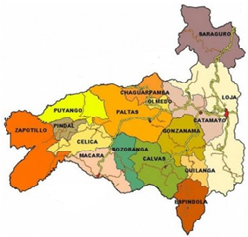 SARAGURO
CHAGUARPAMBA
OLMEDO
LOJA
PUYANGO
PALTAS
CATAMAYO
ZAPOTILLO
PINDAL
GONZANAMA
CELICA
SOZORANGA
MACARA
CALVAS
QUILANGA
ESPINDOLA